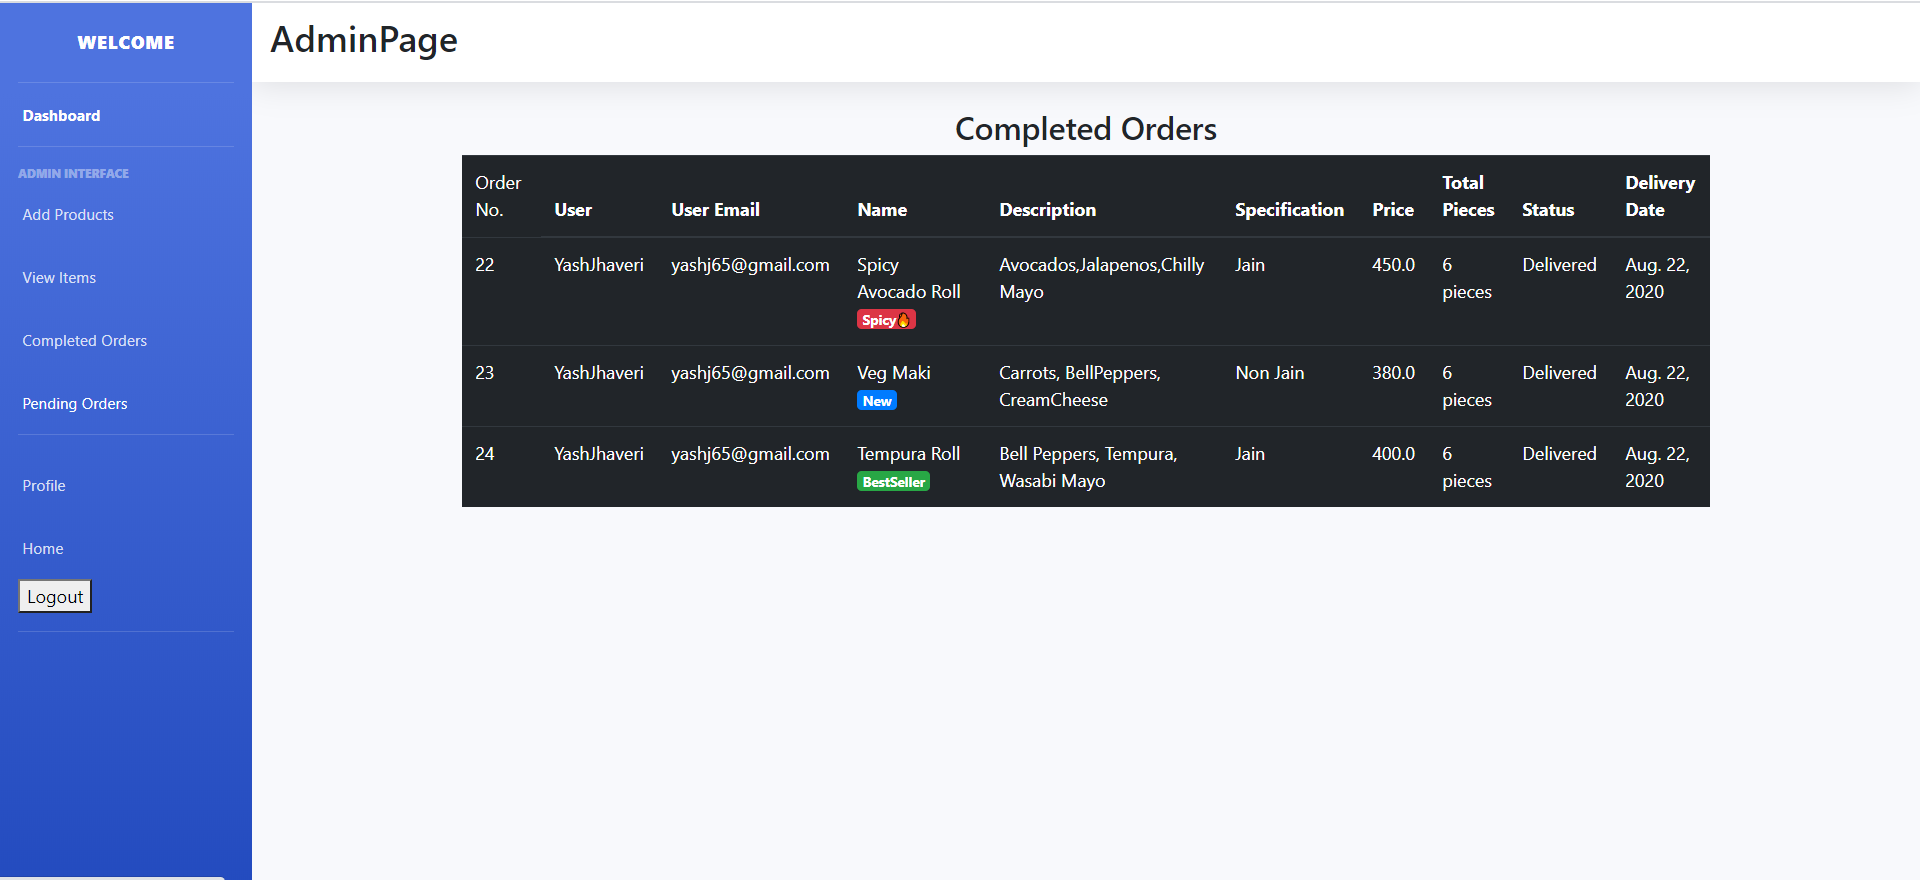 WELCOME
Dashboard
ADMIN INTERFACE
Add Products
View Items
Completed Orders
Pending Orders
Profile
Home
Logout
AdminPage
Completed Orders
Order No. User User Email Name Description Specification Price Total Pieces Status Delivery Date
22 YashJhaveri yashj65@gmail.com Spicy Avocado Roll Spicy🔥 Avocados,Jalapenos,Chilly Mayo Jain 450.0 6 pieces Delivered Aug. 22, 2020
23 YashJhaveri yashj65@gmail.com Veg Maki New Carrots, BellPeppers, CreamCheese Non Jain 380.0 6 pieces Delivered Aug. 22, 2020
24 YashJhaveri yashj65@gmail.com Tempura Roll BestSeller Bell Peppers, Tempura, Wasabi Mayo Jain 400.0 6 pieces Delivered Aug. 22, 2020